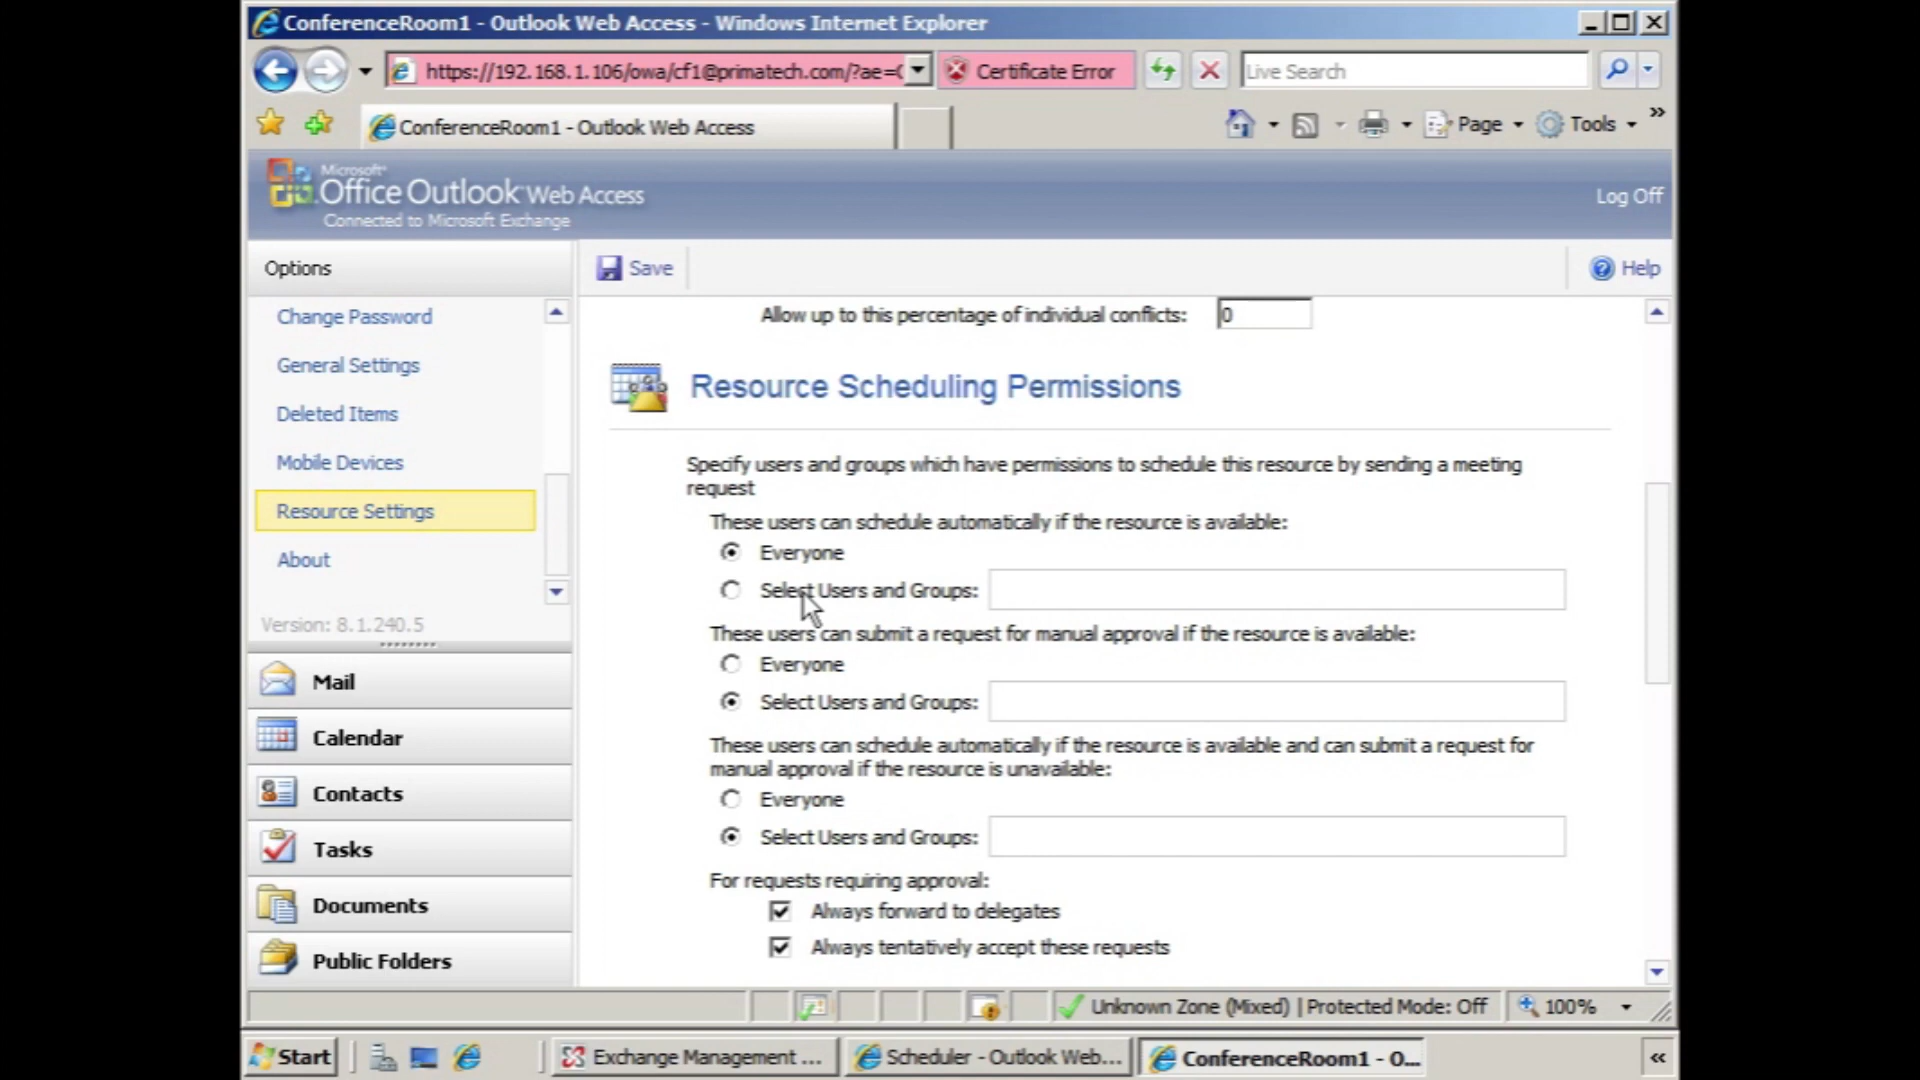 ConferenceRoom1 - Outlook Web Access - Windows Internet Explorer
https://192.168.1.106/owa/cf1@primatech.com/?ae=
Certificate Error
Live Search
ConferenceRoom1 - Outlook Web Access
Page
Tools
»
Microsoft
Office Outlook Web Access
Connected to Microsoft Exchange
Log Off
Options
Save
Help
Change Password
General Settings
Deleted Items
Mobile Devices
Resource Settings
About
Version: 8.1.240.5
Mail
Calendar
Contacts
Tasks
Documents
Public Folders
Allow up to this percentage of individual conflicts: 0
Resource Scheduling Permissions
Specify users and groups which have permissions to schedule this resource by sending a meeting
request
These users can schedule automatically if the resource is available:
Everyone
Select Users and Groups:
These users can submit a request for manual approval if the resource is available:
Everyone
Select Users and Groups:
These users can schedule automatically if the resource is available and can submit a request for
manual approval if the resource is unavailable:
Everyone
Select Users and Groups:
For requests requiring approval:
Always forward to delegates
Always tentatively accept these requests
Unknown Zone (Mixed) | Protected Mode: Off
100%
Start
Exchange Management ...
Scheduler - Outlook Web...
ConferenceRoom1 - O...
«